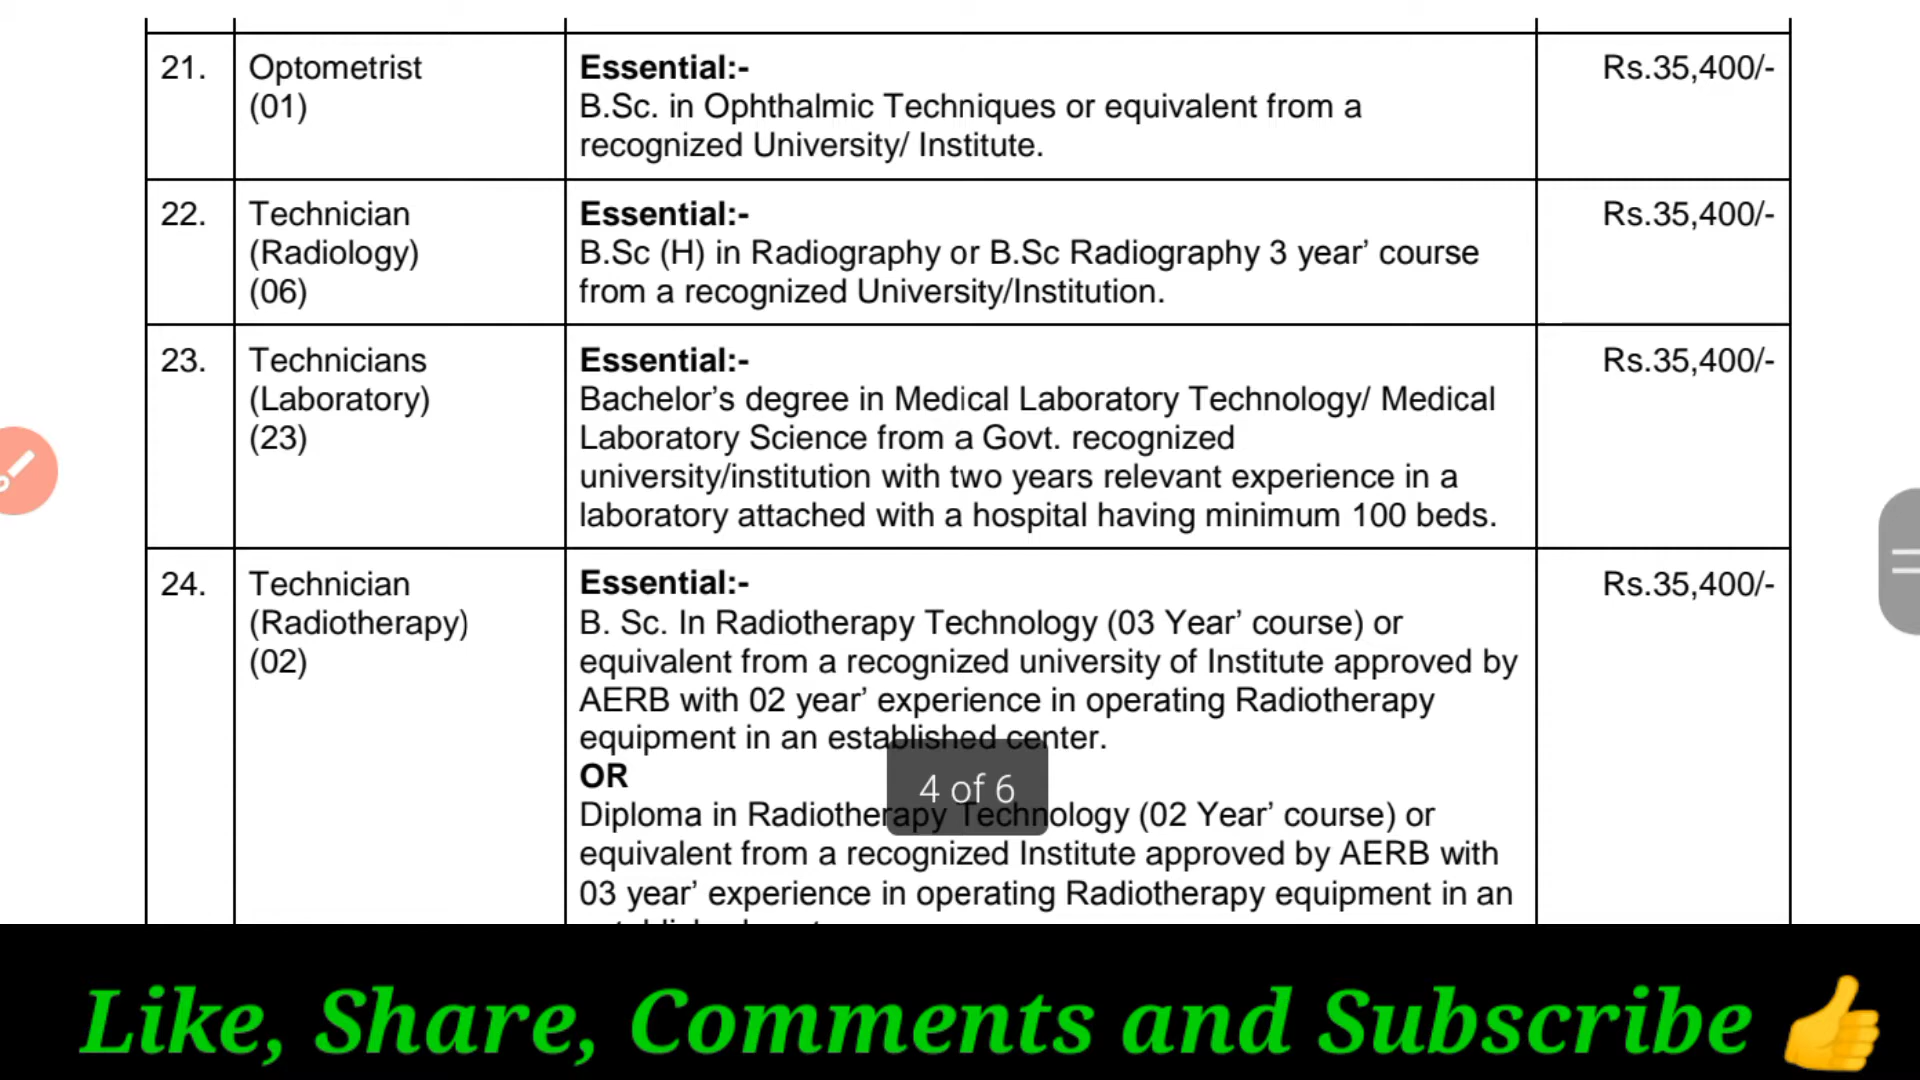 21.
Optometrist
(01)
Essential:-
B.Sc. in Ophthalmic Techniques or equivalent from a
recognized University/ Institute.
Rs.35,400/-
22.
Technician
(Radiology)
(06)
Essential:-
B.Sc (H) in Radiography or B.Sc Radiography 3 year’ course
from a recognized University/Institution.
Rs.35,400/-
23.
Technicians
(Laboratory)
(23)
Essential:-
Bachelor’s degree in Medical Laboratory Technology/ Medical
Laboratory Science from a Govt. recognized
university/institution with two years relevant experience in a
laboratory attached with a hospital having minimum 100 beds.
Rs.35,400/-
24.
Technician
(Radiotherapy)
(02)
Essential:-
B. Sc. In Radiotherapy Technology (03 Year’ course) or
equivalent from a recognized university of Institute approved by
AERB with 02 year’ experience in operating Radiotherapy
equipment in an established center.
OR
Diploma in Radiotherapy Technology (02 Year’ course) or
equivalent from a recognized Institute approved by AERB with
03 year’ experience in operating Radiotherapy equipment in an
Rs.35,400/-
4 of 6
Like, Share, Comments and Subscribe